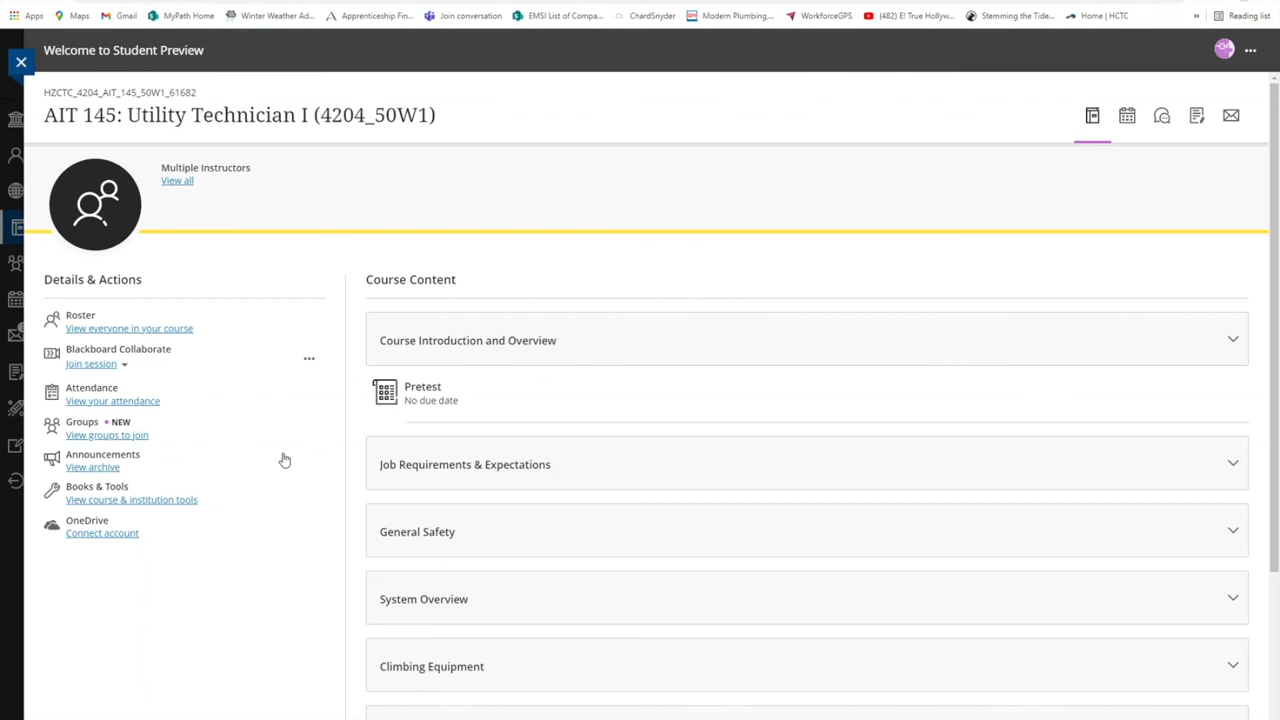 Apps
Maps
Gmail
MyPath Home
Winter Weather Ad...
Apprenticeship Fin...
Join conversation
EMSI List of Compa...
ChardSnyder
Modern Plumbing,...
WorkforceGPS
(482) E! True Hollyw...
Stemming the Tide...
Home | HCTC
»
Reading list
Welcome to Student Preview
HZCTC_4204_AIT_145_50W1_61682
AIT 145: Utility Technician I (4204_50W1)
Multiple Instructors
View all
Details & Actions
Roster
View everyone in your course
Blackboard Collaborate
Join session
Attendance
View your attendance
Groups • NEW
View groups to join
Announcements
View archive
Books & Tools
View course & institution tools
OneDrive
Connect account
Course Content
Course Introduction and Overview
Pretest
No due date
Job Requirements & Expectations
General Safety
System Overview
Climbing Equipment